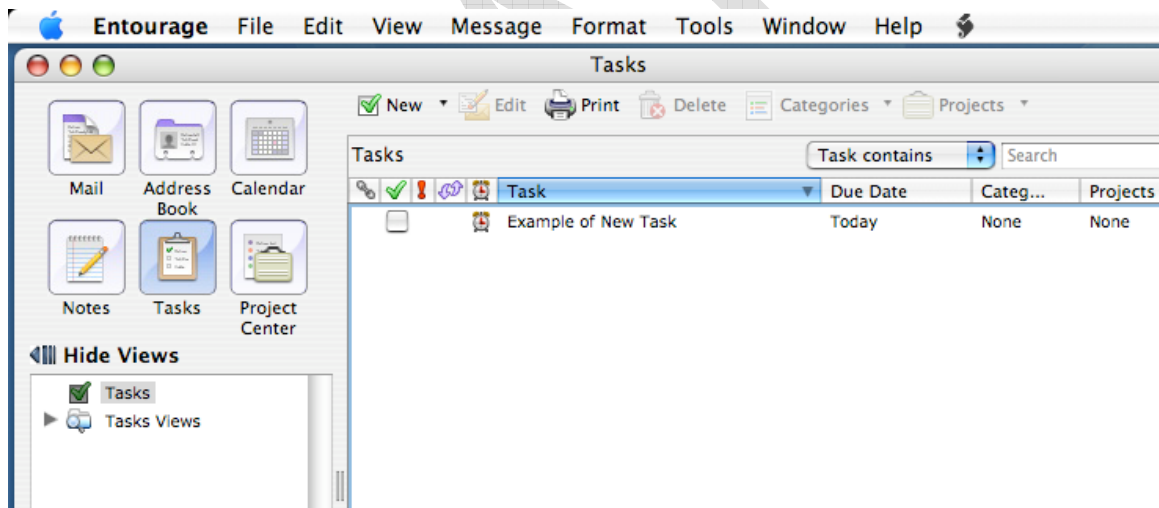 Entourage File Edit View Message Format Tools Window Help
Tasks
New Edit Print Delete Categories Projects
Mail Address Book Calendar
Notes Tasks Project Center
Hide Views
Tasks
Tasks Views
Tasks Task contains Search
Task Due Date Categ... Projects
Example of New Task Today None None